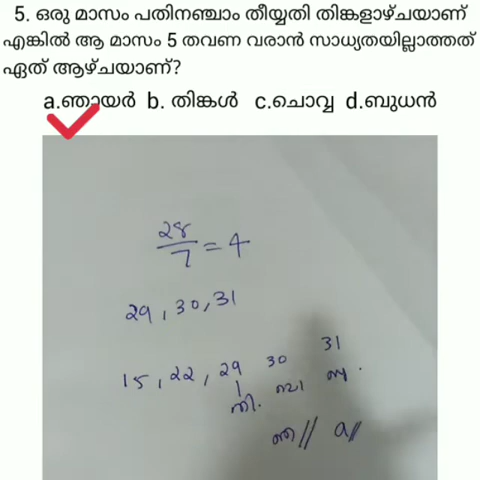 5. ഒരു മാസം പതിനഞ്ചാം തീയ്യതി തിങ്കളാഴ്ചയാണ്
എങ്കിൽ ആ മാസം 5 തവണ വരാൻ സാധ്യതയില്ലാത്തത്
ഏത് ആഴ്ചയാണ്?
a.ഞായർ b. തിങ്കൾ c.ചൊവ്വ d.ബുധൻ
28
7 = 4
29, 30, 31
15, 22, 29 30 31
തി. ചൊ ബു.
ഞ// a//